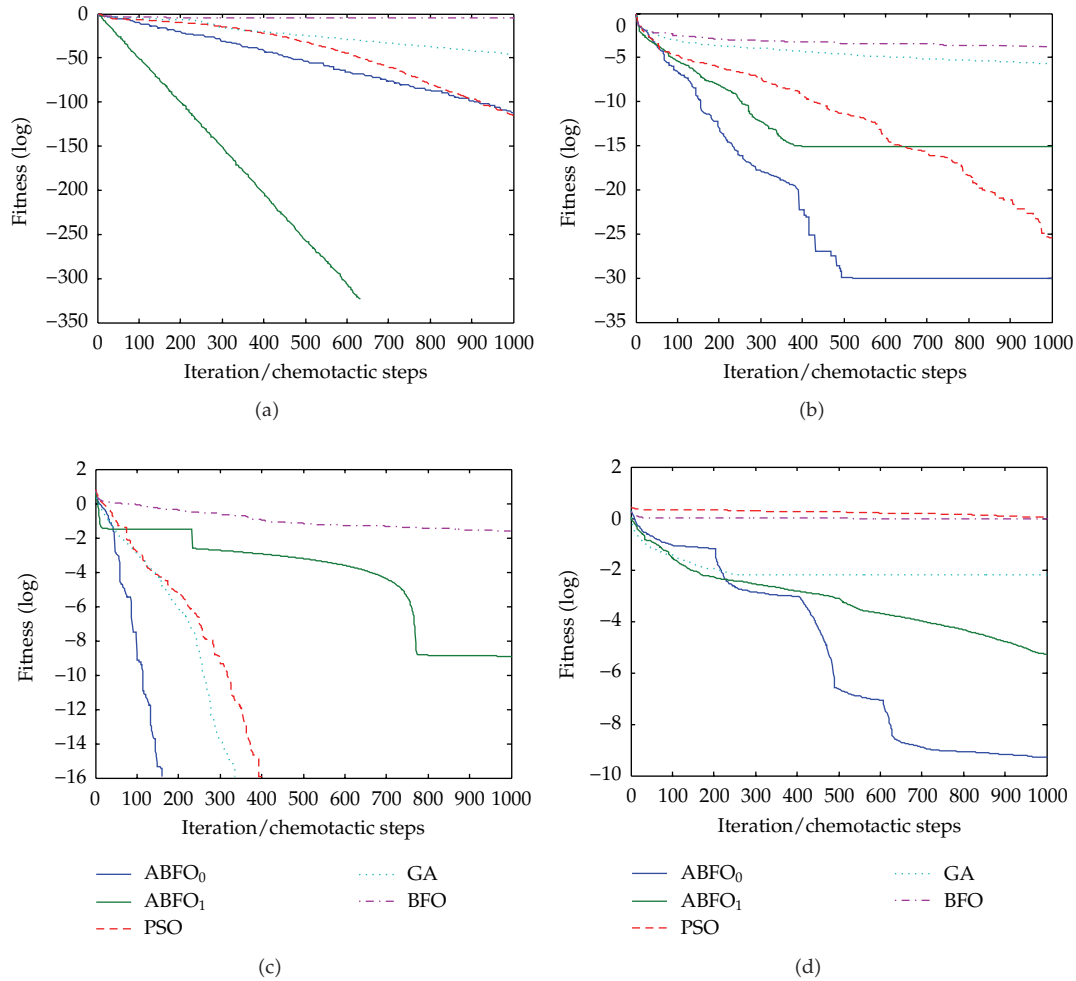 0
−50
−100
−150
−200
−250
−300
−350
Fitness (log)
0 100 200 300 400 500 600 700 800 900 1000
Iteration/chemotactic steps
(a)
0
−5
−10
−15
−20
−25
−30
−35
Fitness (log)
0 100 200 300 400 500 600 700 800 900 1000
Iteration/chemotactic steps
(b)
2
0
−2
−4
−6
−8
−10
−12
−14
−16
Fitness (log)
0 100 200 300 400 500 600 700 800 900 1000
Iteration/chemotactic steps
ABFO₀
ABFO₁
PSO
GA
BFO
(c)
2
0
−2
−4
−6
−8
−10
Fitness (log)
0 100 200 300 400 500 600 700 800 900 1000
Iteration/chemotactic steps
ABFO₀
ABFO₁
PSO
GA
BFO
(d)